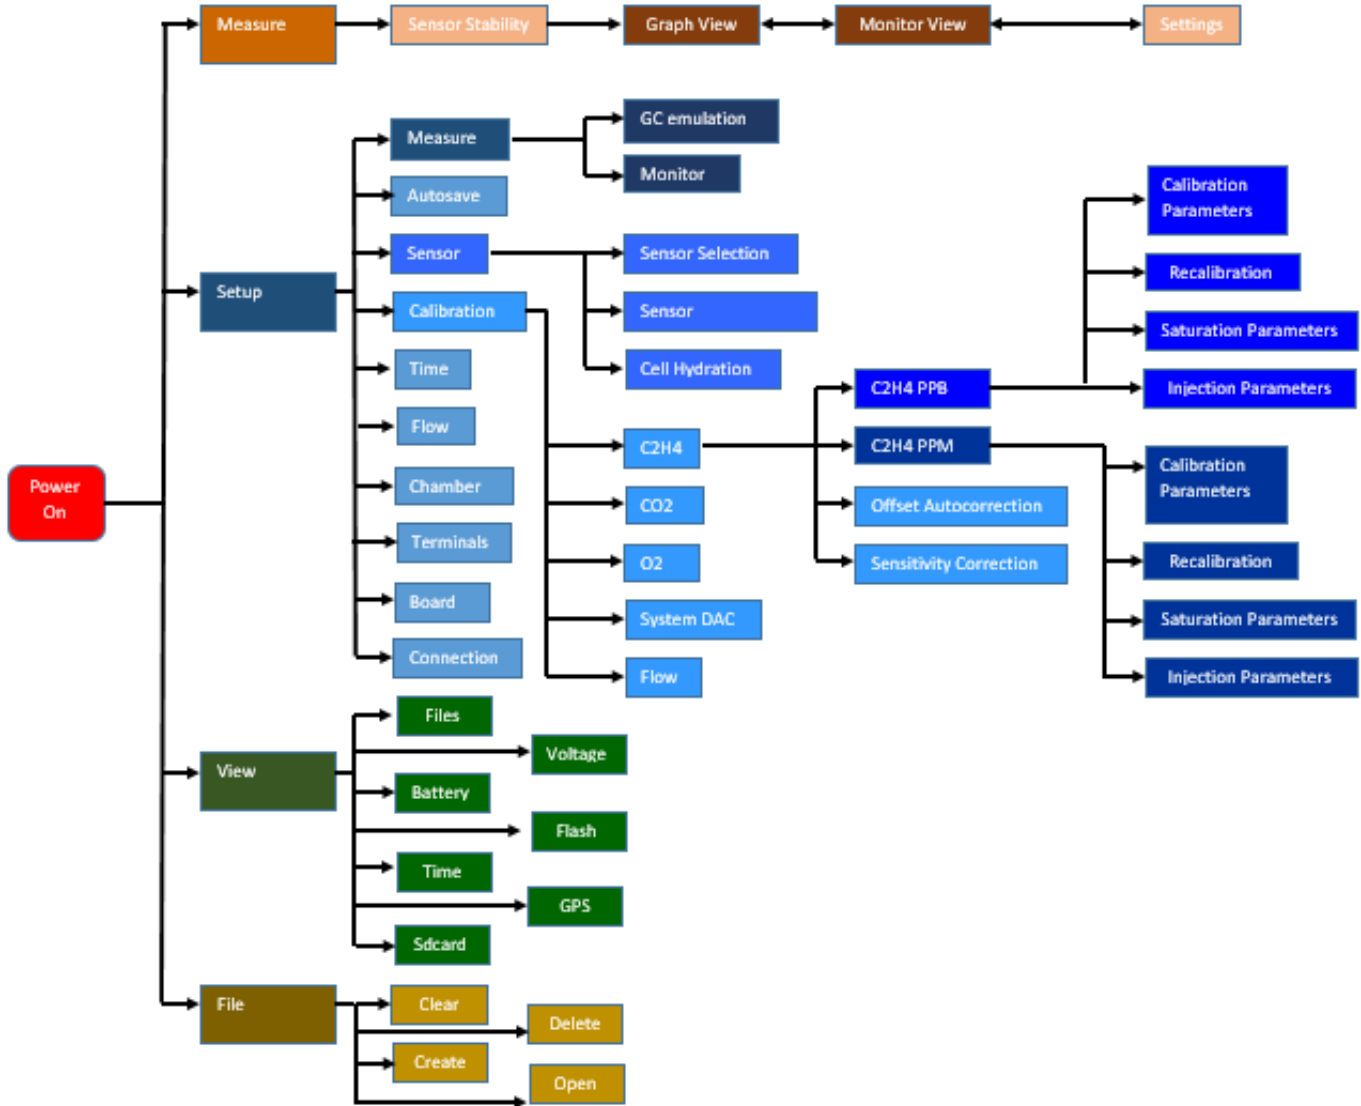 Measure
Sensor Stability
Graph View
Monitor View
Settings
GC emulation
Measure
Monitor
Calibration
Parameters
Autosave
Sensor
Sensor Selection
Recalibration
Setup
Calibration
Sensor
Saturation Parameters
Time
Cell Hydration
C2H4 PPB
Injection Parameters
Flow
C2H4
C2H4 PPM
Calibration
Parameters
Power
On
Chamber
CO2
Offset Autocorrection
Terminals
O2
Sensitivity Correction
Recalibration
Board
System DAC
Saturation Parameters
Connection
Flow
Injection Parameters
Files
Voltage
View
Battery
Flash
Time
GPS
Sdcard
File
Clear
Delete
Create
Open